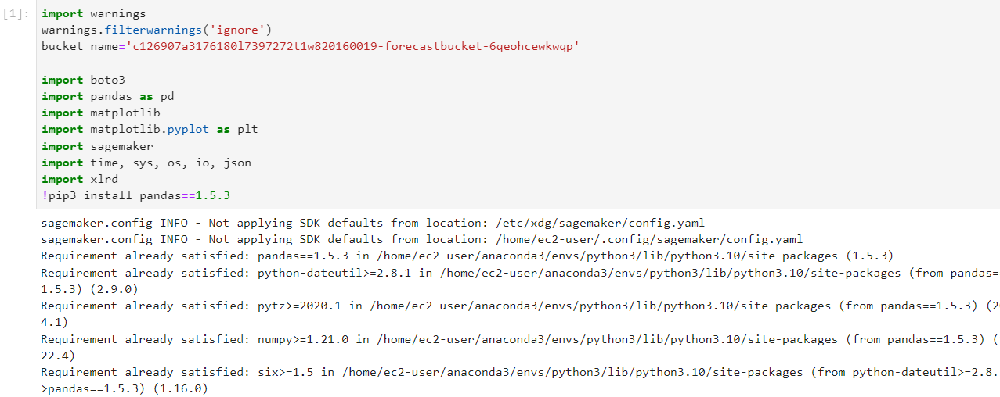 [1]: import warnings
warnings.filterwarnings('ignore')
bucket_name='c126907a3176180l7397272t1w820160019-forecastbucket-6qeohcewkwqp'
import boto3
import pandas as pd
import matplotlib
import matplotlib.pyplot as plt
import sagemaker
import time, sys, os, io, json
import xlrd
!pip3 install pandas==1.5.3
sagemaker.config INFO - Not applying SDK defaults from location: /etc/xdg/sagemaker/config.yaml
sagemaker.config INFO - Not applying SDK defaults from location: /home/ec2-user/.config/sagemaker/config.yaml
Requirement already satisfied: pandas==1.5.3 in /home/ec2-user/anaconda3/envs/python3/lib/python3.10/site-packages (1.5.3)
Requirement already satisfied: python-dateutil>=2.8.1 in /home/ec2-user/anaconda3/envs/python3/lib/python3.10/site-packages (from pandas=
1.5.3) (2.9.0)
Requirement already satisfied: pytz>=2020.1 in /home/ec2-user/anaconda3/envs/python3/lib/python3.10/site-packages (from pandas==1.5.3) (2
4.1)
Requirement already satisfied: numpy>=1.21.0 in /home/ec2-user/anaconda3/envs/python3/lib/python3.10/site-packages (from pandas==1.5.3) (
22.4)
Requirement already satisfied: six>=1.5 in /home/ec2-user/anaconda3/envs/python3/lib/python3.10/site-packages (from python-dateutil>=2.8.
>pandas==1.5.3) (1.16.0)